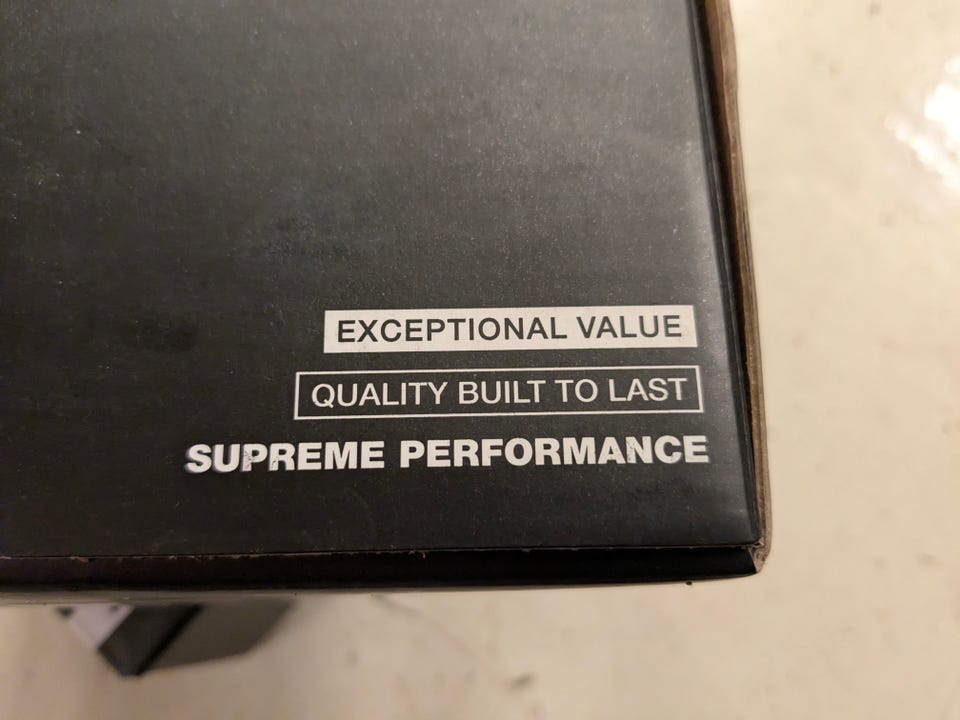 EXCEPTIONAL VALUE
QUALITY BUILT TO LAST
SUPREME PERFORMANCE